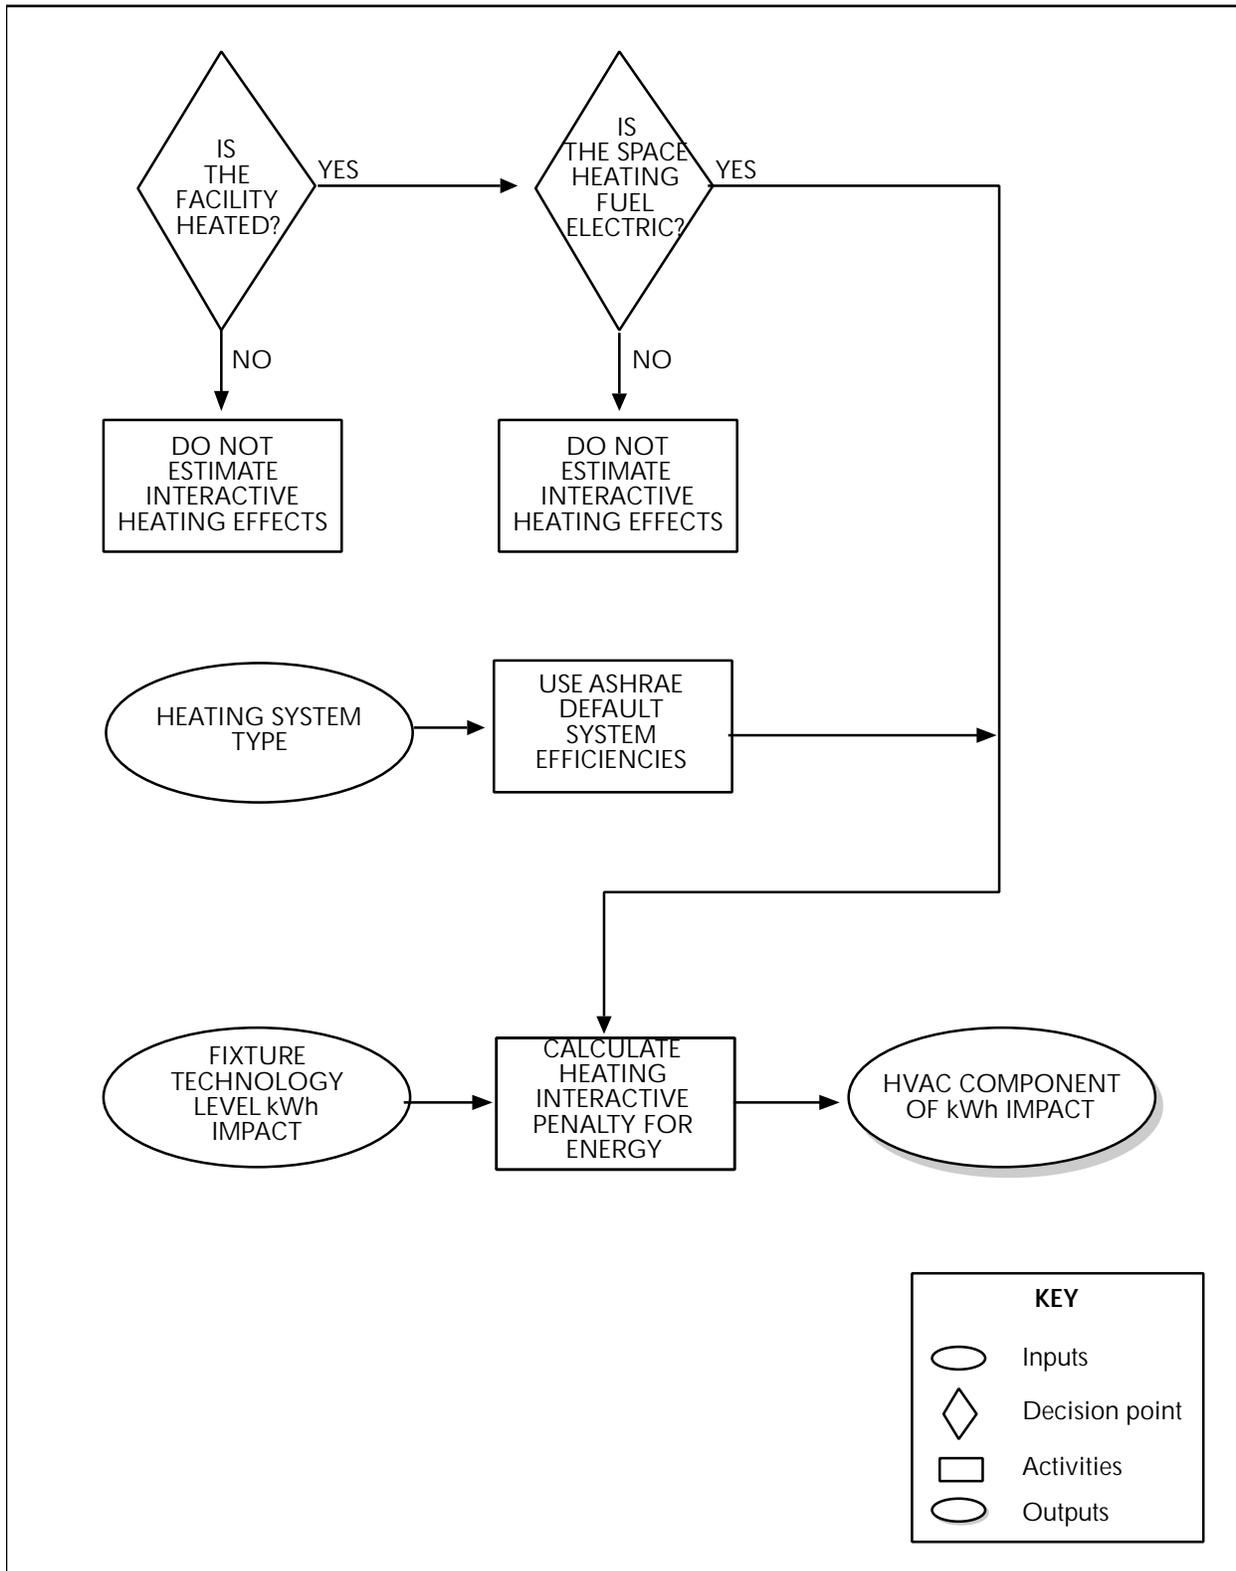 IS
THE
FACILITY
HEATED?
YES
IS
THE SPACE
HEATING
FUEL
ELECTRIC?
YES
NO
NO
DO NOT
ESTIMATE
INTERACTIVE
HEATING EFFECTS
DO NOT
ESTIMATE
INTERACTIVE
HEATING EFFECTS
HEATING SYSTEM
TYPE
USE ASHRAE
DEFAULT
SYSTEM
EFFICIENCIES
FIXTURE
TECHNOLOGY
LEVEL kWh
IMPACT
CALCULATE
HEATING
INTERACTIVE
PENALTY FOR
ENERGY
HVAC COMPONENT
OF kWh IMPACT
KEY
Inputs
Decision point
Activities
Outputs